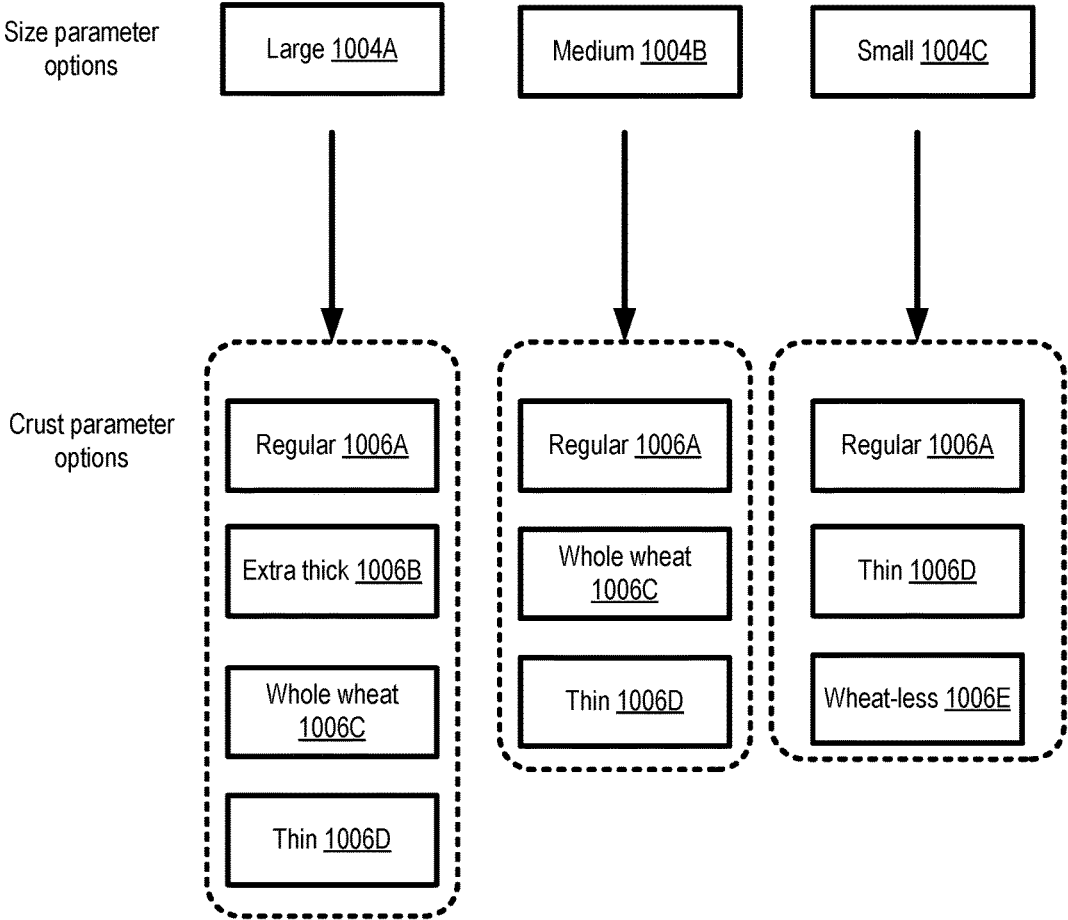 Size parameter
options
Large 1004A
Medium 1004B
Small 1004C
Crust parameter
options
Regular 1006A
Extra thick 1006B
Whole wheat
1006C
Thin 1006D
Regular 1006A
Whole wheat
1006C
Thin 1006D
Regular 1006A
Thin 1006D
Wheat-less 1006E